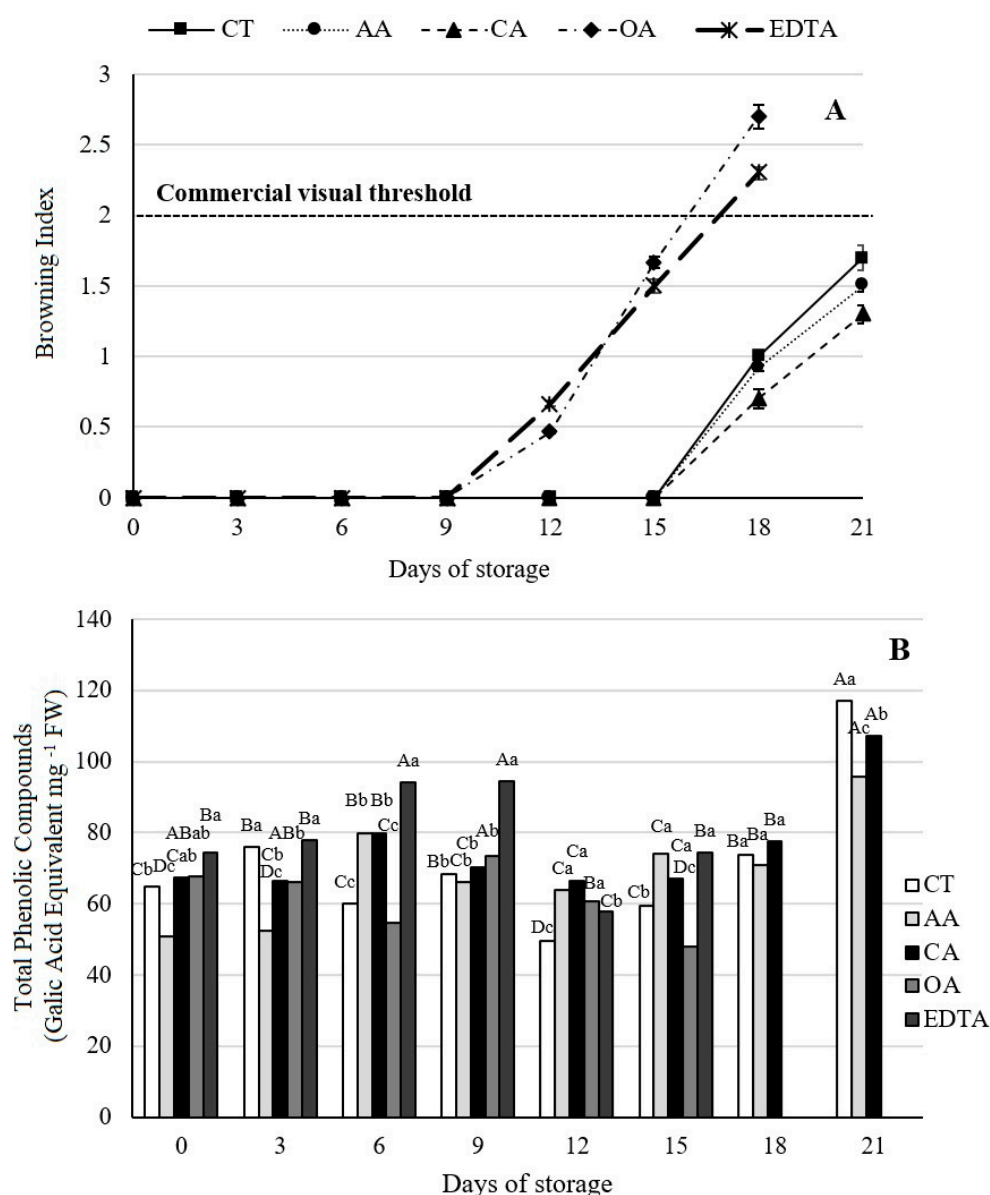 CT AA CA OA EDTA
A
3
2.5
2
1.5
1
0.5
0
Browning Index
Commercial visual threshold
0 3 6 9 12 15 18 21
Days of storage
B
140
120
100
80
60
40
20
0
Total Phenolic Compounds
(Galic Acid Equivalent mg -1 FW)
Cb Dc Cab ABab Ba
Ba Dc Cb ABb Ba
Cc Bb Bb Cc Aa
Bb Cb Cb Ab Aa
Dc Ca Ca Ba Cb
Cb Ca Ca Dc Ba
Ba Ba Ba
Aa Ac Ab
CT
AA
CA
OA
EDTA
0 3 6 9 12 15 18 21
Days of storage